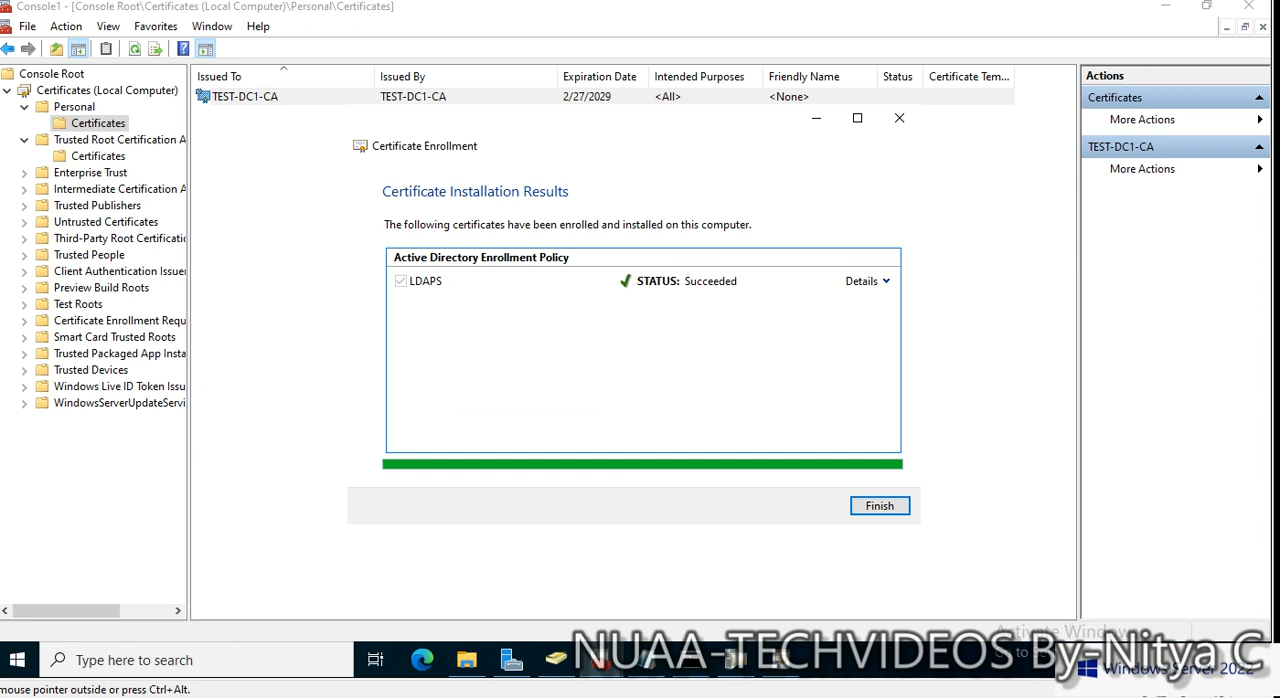 Console1 - [Console Root\Certificates (Local Computer)\Personal\Certificates]
File Action View Favorites Window Help
Console Root
Certificates (Local Computer)
Personal
Certificates
Trusted Root Certification A
Certificates
Enterprise Trust
Intermediate Certification A
Trusted Publishers
Untrusted Certificates
Third-Party Root Certificatio
Trusted People
Client Authentication Issuer
Preview Build Roots
Test Roots
Certificate Enrollment Requ
Smart Card Trusted Roots
Trusted Packaged App Insta
Trusted Devices
Windows Live ID Token Issu
WindowsServerUpdateServi
Issued To Issued By Expiration Date Intended Purposes Friendly Name Status Certificate Tem...
TEST-DC1-CA TEST-DC1-CA 2/27/2029 <All> <None>
Certificate Enrollment
Certificate Installation Results
The following certificates have been enrolled and installed on this computer.
Active Directory Enrollment Policy
LDAPS STATUS: Succeeded Details
Finish
Actions
Certificates
More Actions
TEST-DC1-CA
More Actions
Activate Windows
Go to Se
Type here to search
NUAA-TECHVIDEOS By-Nitya C
Windows Server 2022
mouse pointer outside or press Ctrl+Alt.